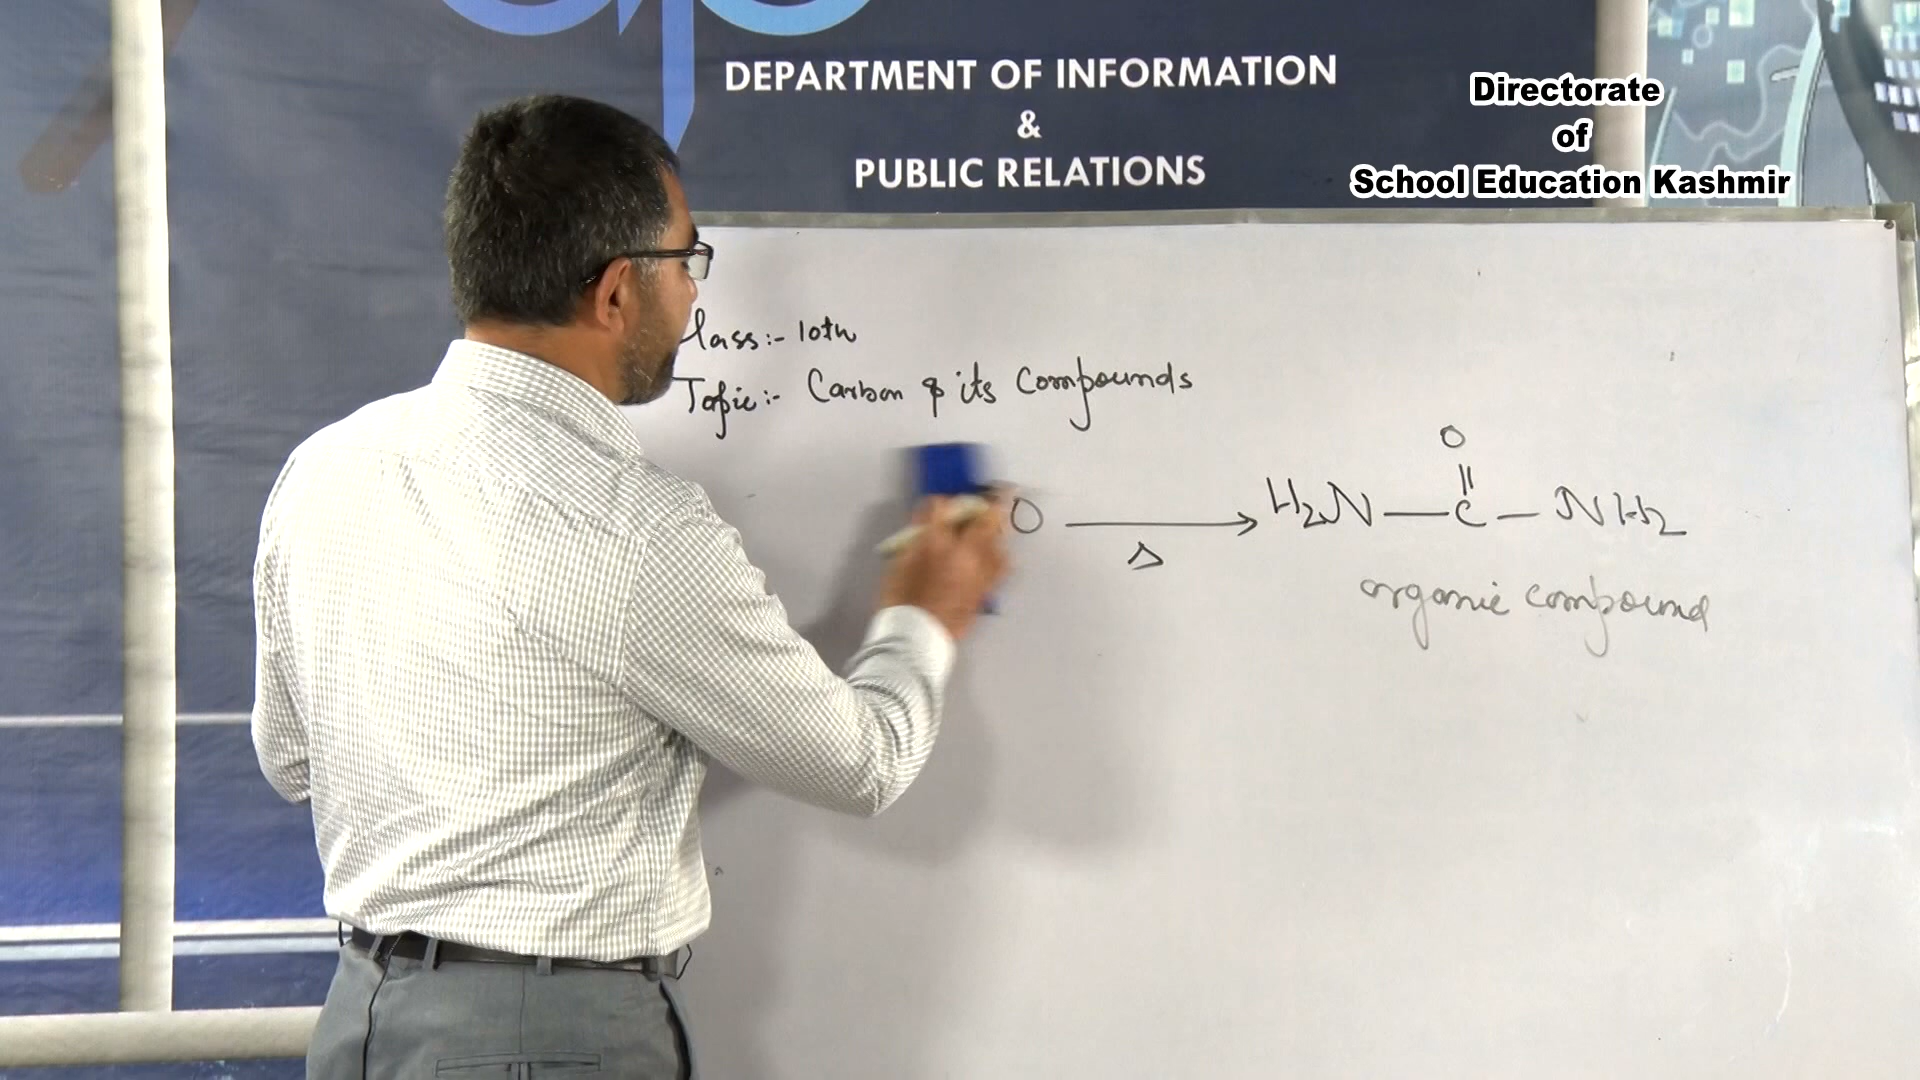 DEPARTMENT OF INFORMATION
&
PUBLIC RELATIONS
Directorate
of
School Education Kashmir
lass:- 10th
Topic:- Carbon & its Compounds
O
O ⟶ H₂N — C — NH₂
||
Δ
organic compound